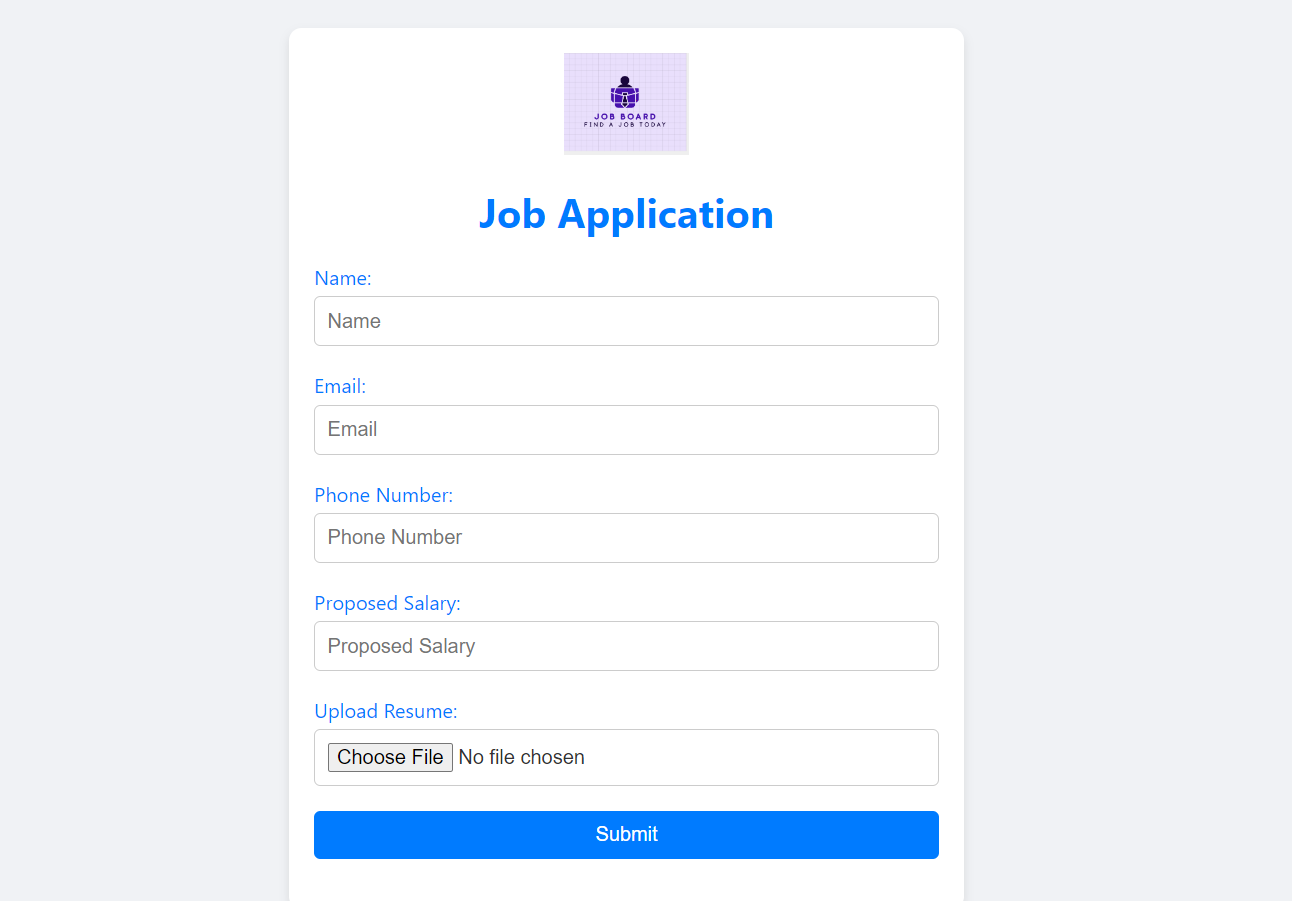 JOB BOARD
FIND A JOB TODAY
Job Application
Name:
Name
Email:
Email
Phone Number:
Phone Number
Proposed Salary:
Proposed Salary
Upload Resume:
Choose File No file chosen
Submit